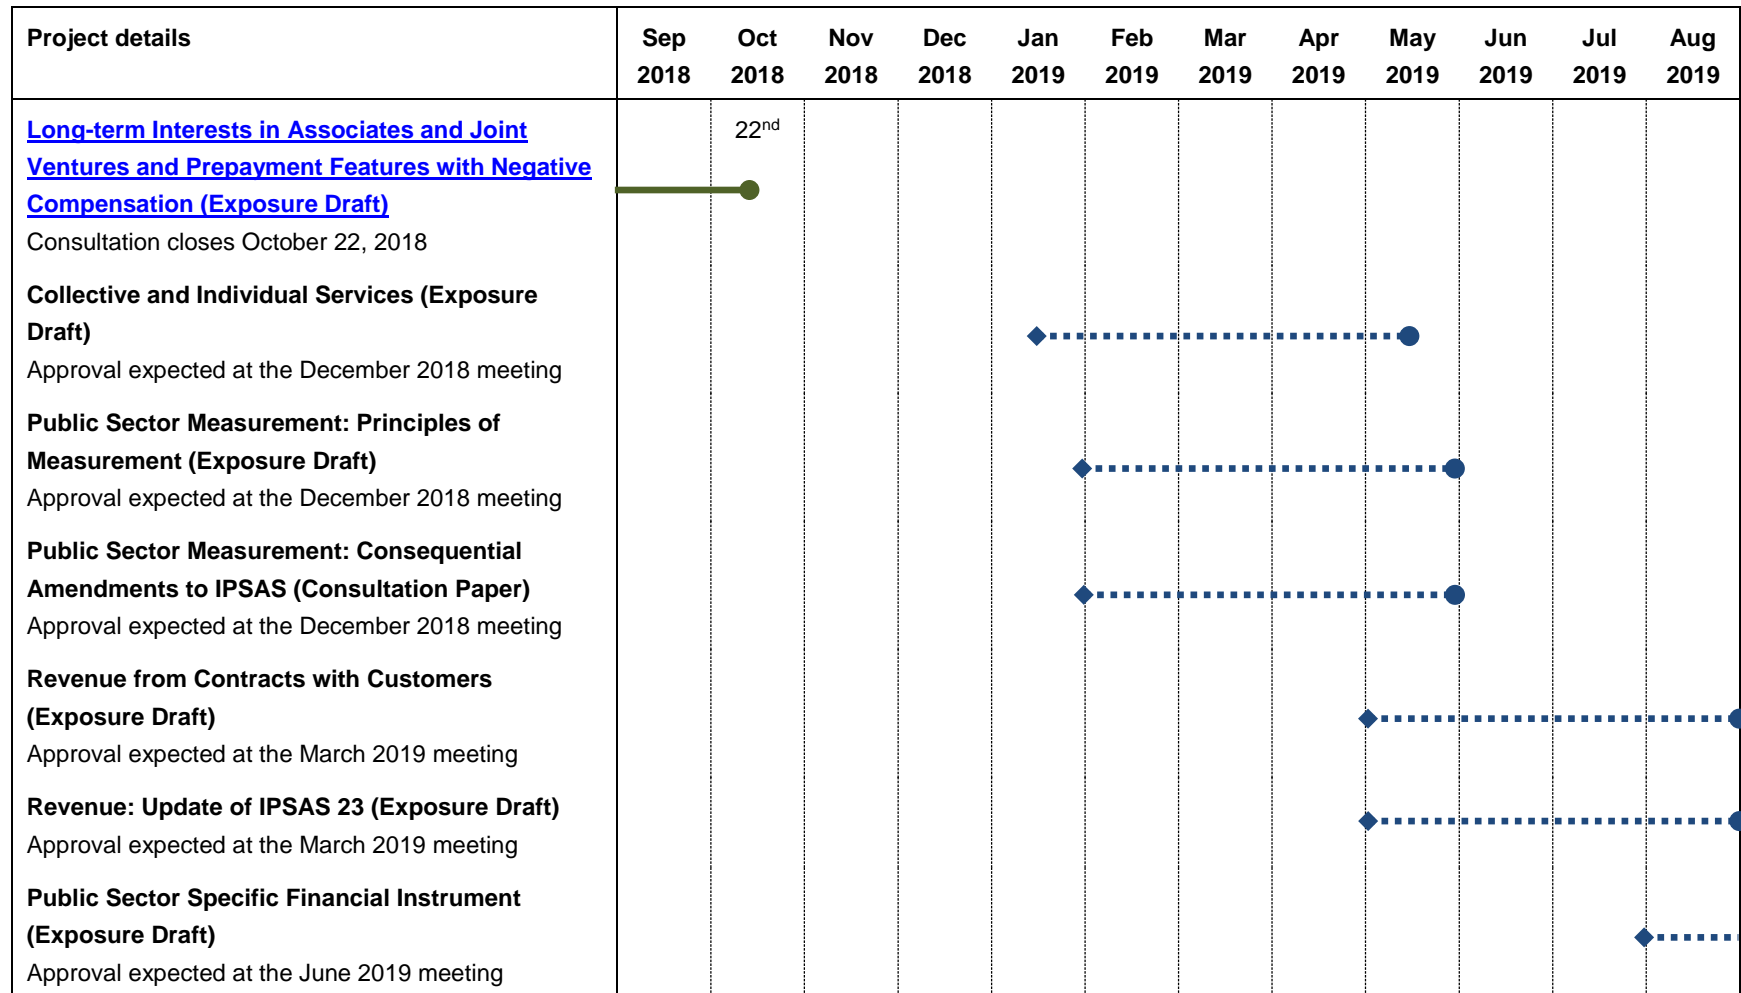 Project details
Sep Oct Nov Dec Jan Feb Mar Apr May Jun Jul Aug
2018 2018 2018 2018 2019 2019 2019 2019 2019 2019 2019 2019
Long-term Interests in Associates and Joint
22nd
Ventures and Prepayment Features with Negative
Compensation (Exposure Draft)
Consultation closes October 22, 2018
Collective and Individual Services (Exposure
Draft)
Approval expected at the December 2018 meeting
Public Sector Measurement: Principles of
Measurement (Exposure Draft)
Approval expected at the December 2018 meeting
Public Sector Measurement: Consequential
Amendments to IPSAS (Consultation Paper)
Approval expected at the December 2018 meeting
Revenue from Contracts with Customers
(Exposure Draft)
Approval expected at the March 2019 meeting
Revenue: Update of IPSAS 23 (Exposure Draft)
Approval expected at the March 2019 meeting
Public Sector Specific Financial Instrument
(Exposure Draft)
Approval expected at the June 2019 meeting